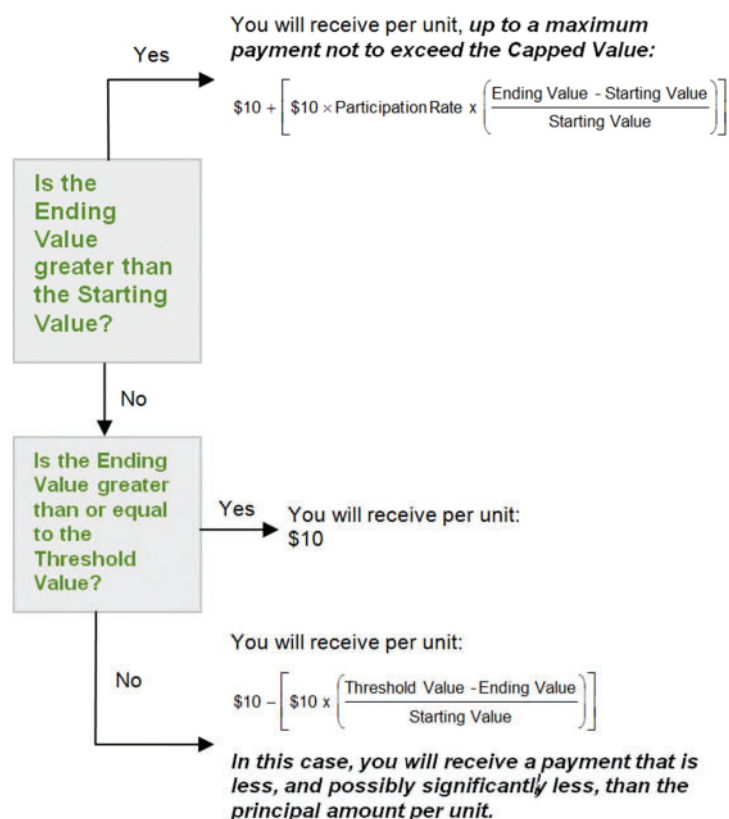 You will receive per unit, up to a maximum
payment not to exceed the Capped Value:
Yes
$10 + [ $10 × Participation Rate x ( Ending Value - Starting Value / Starting Value ) ]
Is the
Ending
Value
greater than
the Starting
Value?
No
Is the Ending
Value greater
than or equal
to the
Threshold
Value?
Yes
You will receive per unit:
$10
No
You will receive per unit:
$10 – [ $10 x ( Threshold Value - Ending Value / Starting Value ) ]
In this case, you will receive a payment that is
less, and possibly significantly less, than the
principal amount per unit.